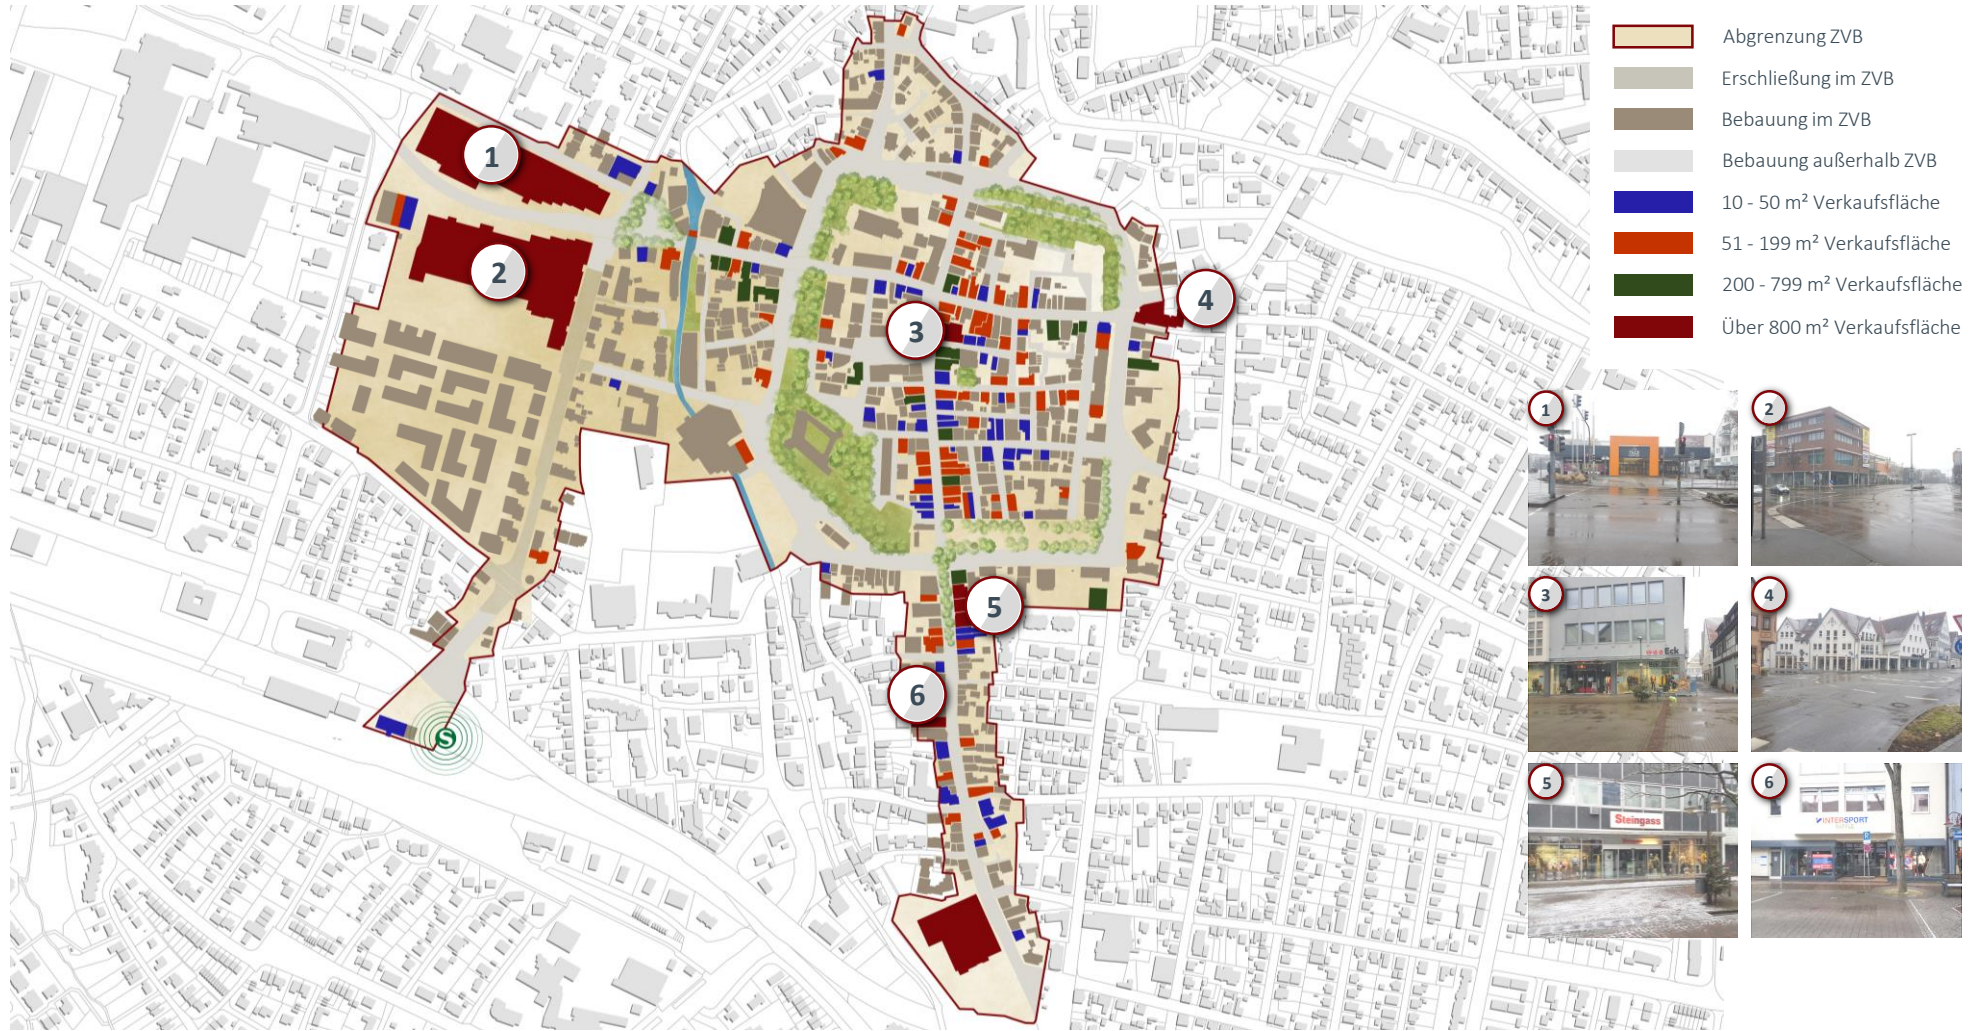 Abgrenzung ZVB
Erschließung im ZVB
Bebauung im ZVB
Bebauung außerhalb ZVB
10 - 50 m² Verkaufsfläche
51 - 199 m² Verkaufsfläche
200 - 799 m² Verkaufsfläche
Über 800 m² Verkaufsfläche
1
2
3
4
5
6
S
1
2
3
Eck
4
5
Steingass
6
INTERSPORT